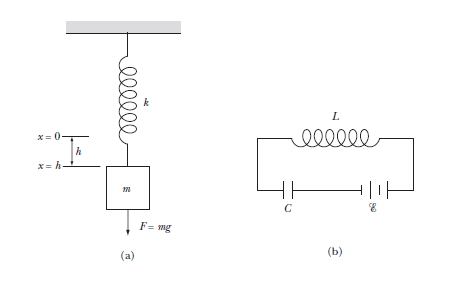 k
x = 0
h
x = h
m
F = mg
(a)
L
C
ℰ
(b)